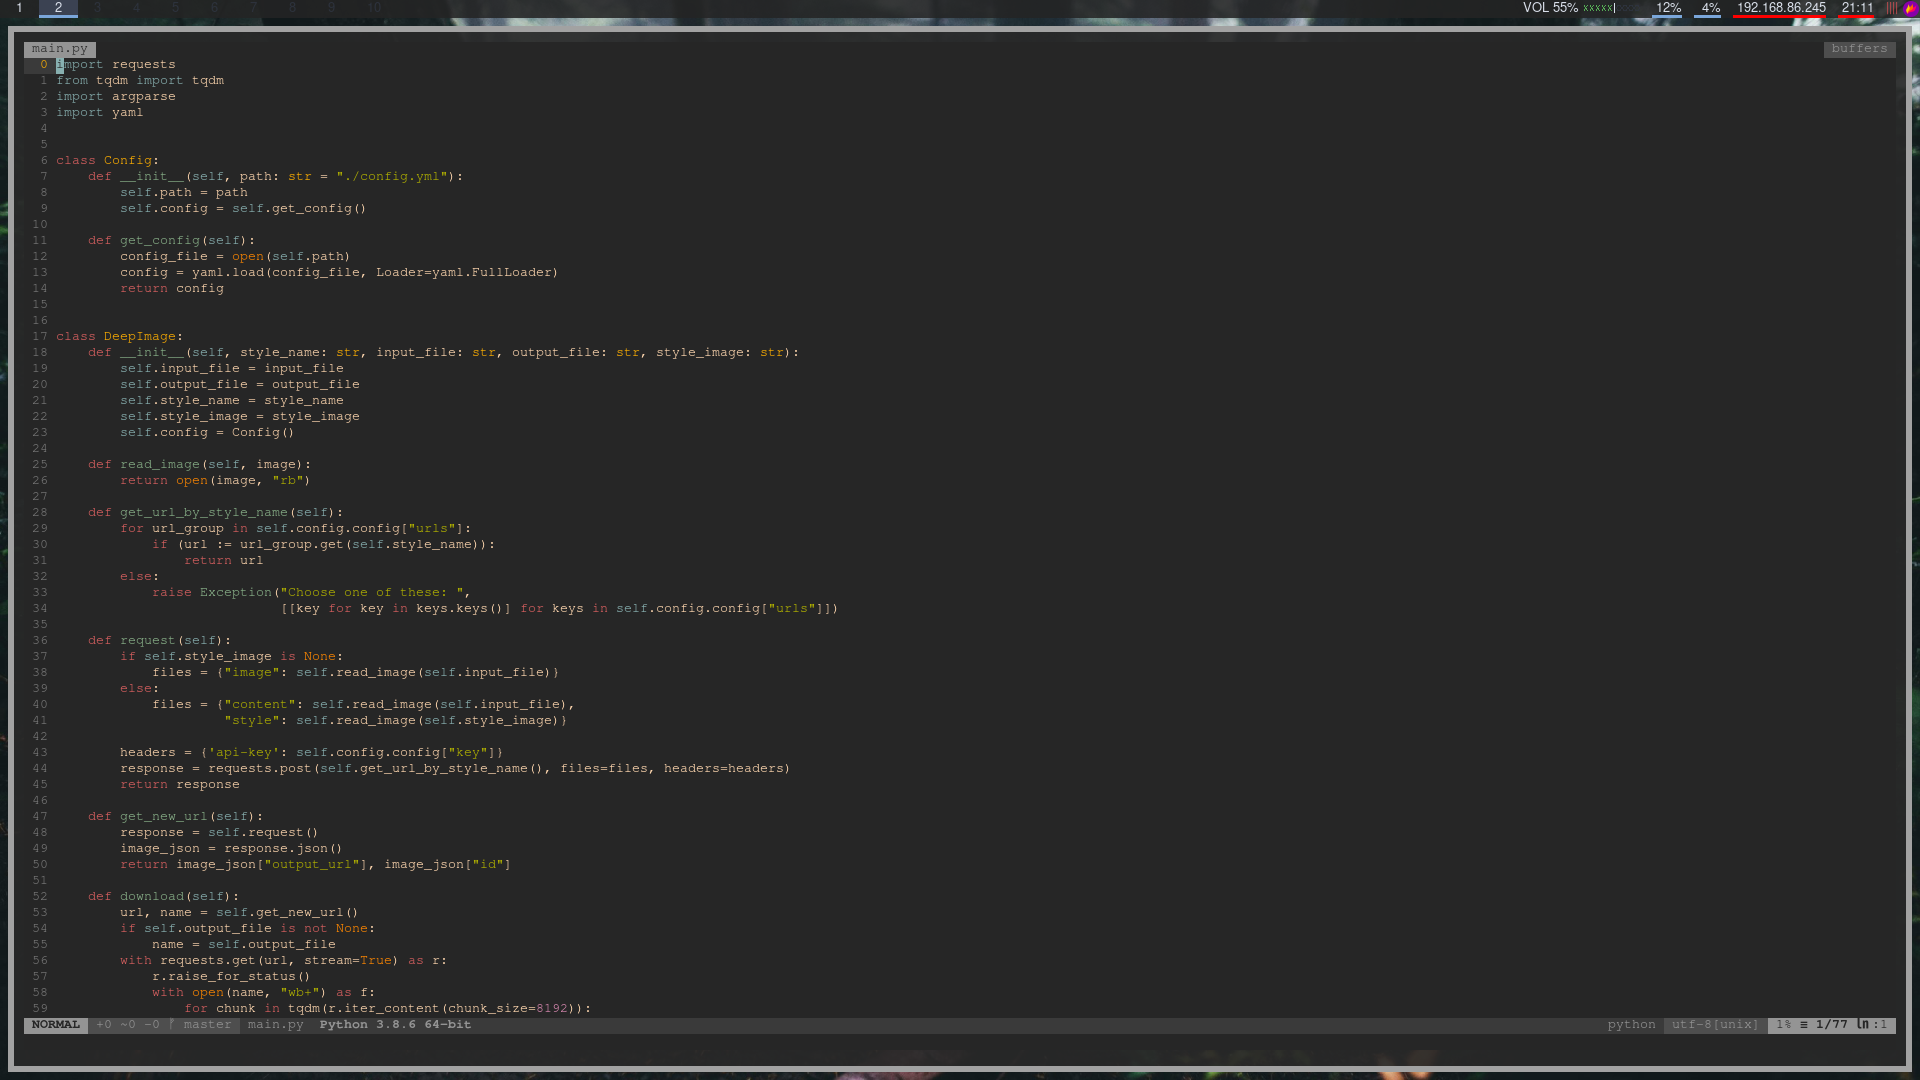 1 2 3 4 5 6 7 8 9 10 VOL 55% xxxxx| 12% 4% 192.168.86.245 21:11
main.py buffers
0 import requests
1 from tqdm import tqdm
2 import argparse
3 import yaml
4
5
6 class Config:
7     def __init__(self, path: str = "./config.yml"):
8         self.path = path
9         self.config = self.get_config()
10
11     def get_config(self):
12         config_file = open(self.path)
13         config = yaml.load(config_file, Loader=yaml.FullLoader)
14         return config
15
16
17 class DeepImage:
18     def __init__(self, style_name: str, input_file: str, output_file: str, style_image: str):
19         self.input_file = input_file
20         self.output_file = output_file
21         self.style_name = style_name
22         self.style_image = style_image
23         self.config = Config()
24
25     def read_image(self, image):
26         return open(image, "rb")
27
28     def get_url_by_style_name(self):
29         for url_group in self.config.config["urls"]:
30             if (url := url_group.get(self.style_name)):
31                 return url
32         else:
33             raise Exception("Choose one of these: ",
34                             [[key for key in keys.keys()] for keys in self.config.config["urls"]])
35
36     def request(self):
37         if self.style_image is None:
38             files = {"image": self.read_image(self.input_file)}
39         else:
40             files = {"content": self.read_image(self.input_file),
41                      "style": self.read_image(self.style_image)}
42
43         headers = {'api-key': self.config.config["key"]}
44         response = requests.post(self.get_url_by_style_name(), files=files, headers=headers)
45         return response
46
47     def get_new_url(self):
48         response = self.request()
49         image_json = response.json()
50         return image_json["output_url"], image_json["id"]
51
52     def download(self):
53         url, name = self.get_new_url()
54         if self.output_file is not None:
55             name = self.output_file
56         with requests.get(url, stream=True) as r:
57             r.raise_for_status()
58             with open(name, "wb+") as f:
59                 for chunk in tqdm(r.iter_content(chunk_size=8192)):
NORMAL +0 ~0 -0 master main.py Python 3.8.6 64-bit python utf-8[unix] 1% ≡ 1/77 ln :1